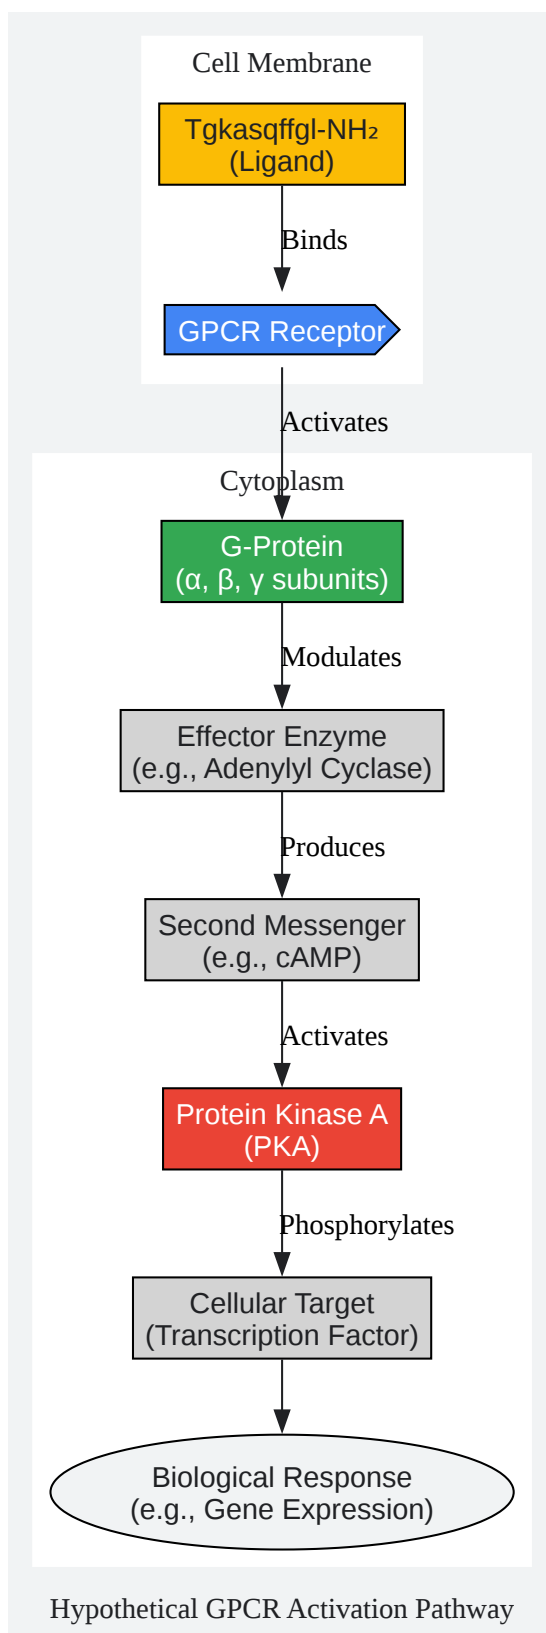 Cell Membrane
Tgkasqffgl-NH₂
(Ligand)
Binds
GPCR Receptor
Activates
Cytoplasm
G-Protein
(α, β, γ subunits)
Modulates
Effector Enzyme
(e.g., Adenylyl Cyclase)
Produces
Second Messenger
(e.g., cAMP)
Activates
Protein Kinase A
(PKA)
Phosphorylates
Cellular Target
(Transcription Factor)
Biological Response
(e.g., Gene Expression)
Hypothetical GPCR Activation Pathway